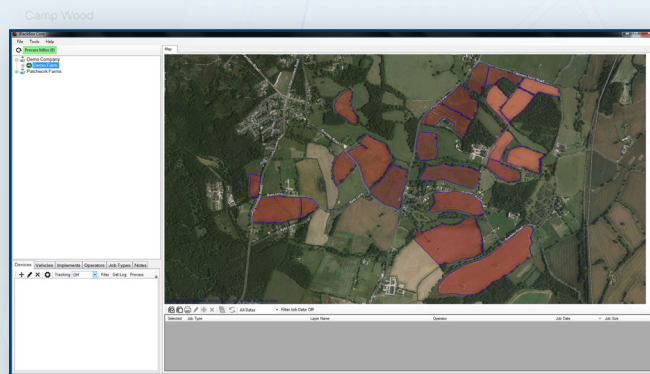 Camp Wood
File Tools Help
Process Inbox (0)
Map
Demo Company
Demo Farm
Patchwork Farms
Devices Vehicles Implements Operators Job Types Notes
Tracking Off Files Get Log Process
All Dates Filter Job Data: Off
Selected Job Type Layer Name Operator Job Date Job Size